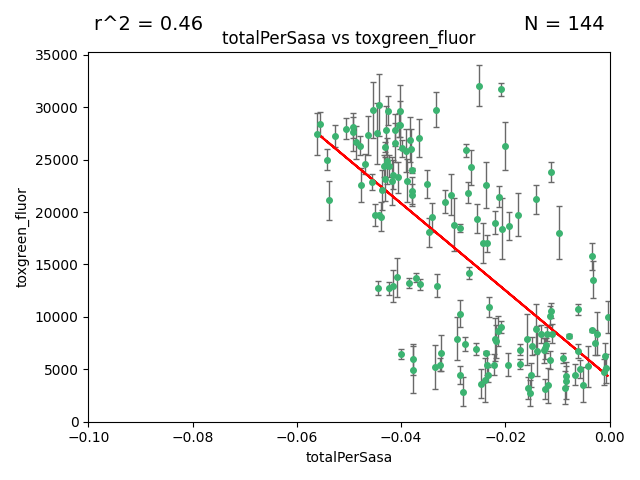 r^2 = 0.46
N = 144
totalPerSasa vs toxgreen_fluor
35000
30000
25000
20000
15000
10000
5000
0
toxgreen_fluor
−0.10
−0.08
−0.06
−0.04
−0.02
0.00
totalPerSasa